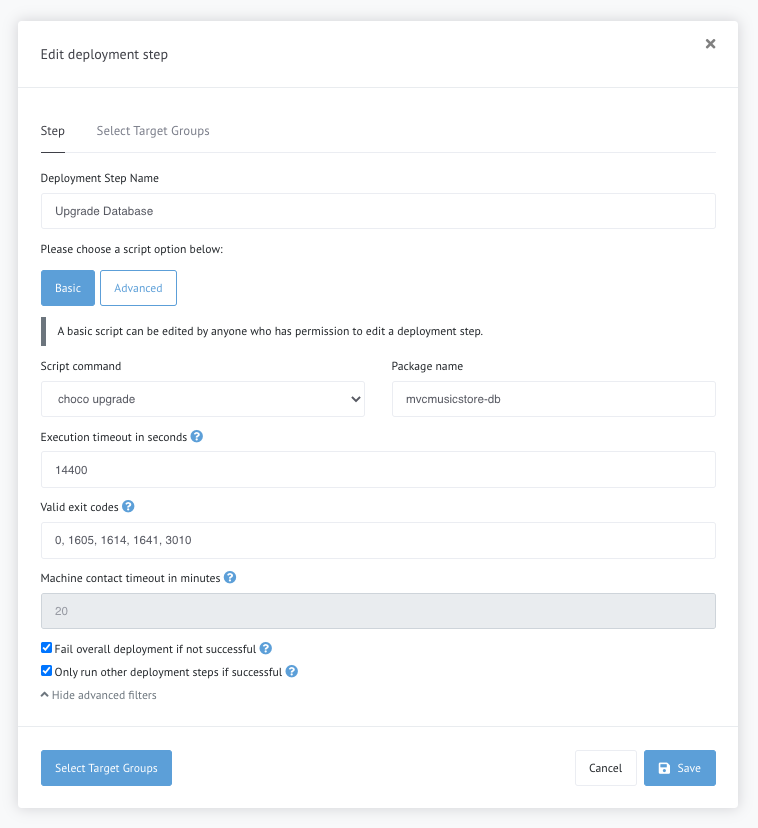 Edit deployment step
Step Select Target Groups
Deployment Step Name
Upgrade Database
Please choose a script option below:
Basic Advanced
A basic script can be edited by anyone who has permission to edit a deployment step.
Script command Package name
choco upgrade mvcmusicstore-db
Execution timeout in seconds
14400
Valid exit codes
0, 1605, 1614, 1641, 3010
Machine contact timeout in minutes
20
Fail overall deployment if not successful
Only run other deployment steps if successful
Hide advanced filters
Select Target Groups Cancel Save